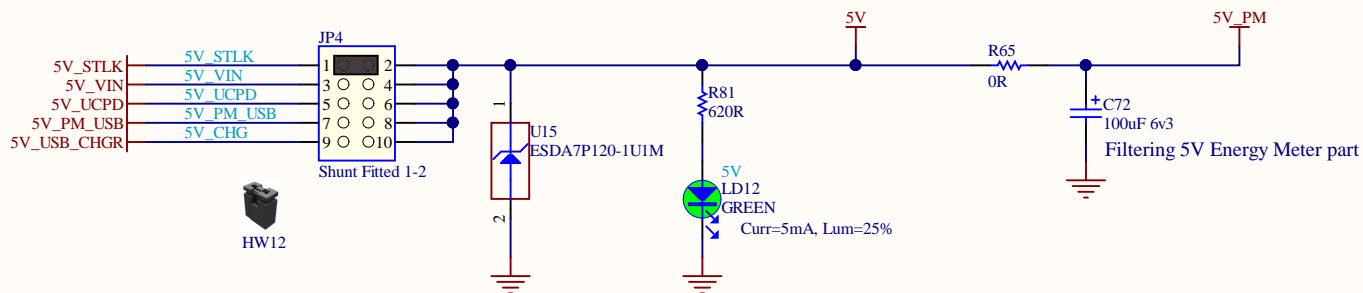 5V
5V_PM
JP4
R65
5V_STLK
5V_STLK
1
2
0R
5V_VIN
5V_VIN
3
4
R81
620R
C72
100uF 6v3
5V_UCPD
5V_UCPD
5
6
5V_PM_USB
5V_PM_USB
7
8
5V_USB_CHGR
5V_CHG
9
10
1
U15
ESDA7P120-1U1M
2
+
Filtering 5V Energy Meter part
Shunt Fitted 1-2
5V
LD12
GREEN
Curr=5mA, Lum=25%
HW12